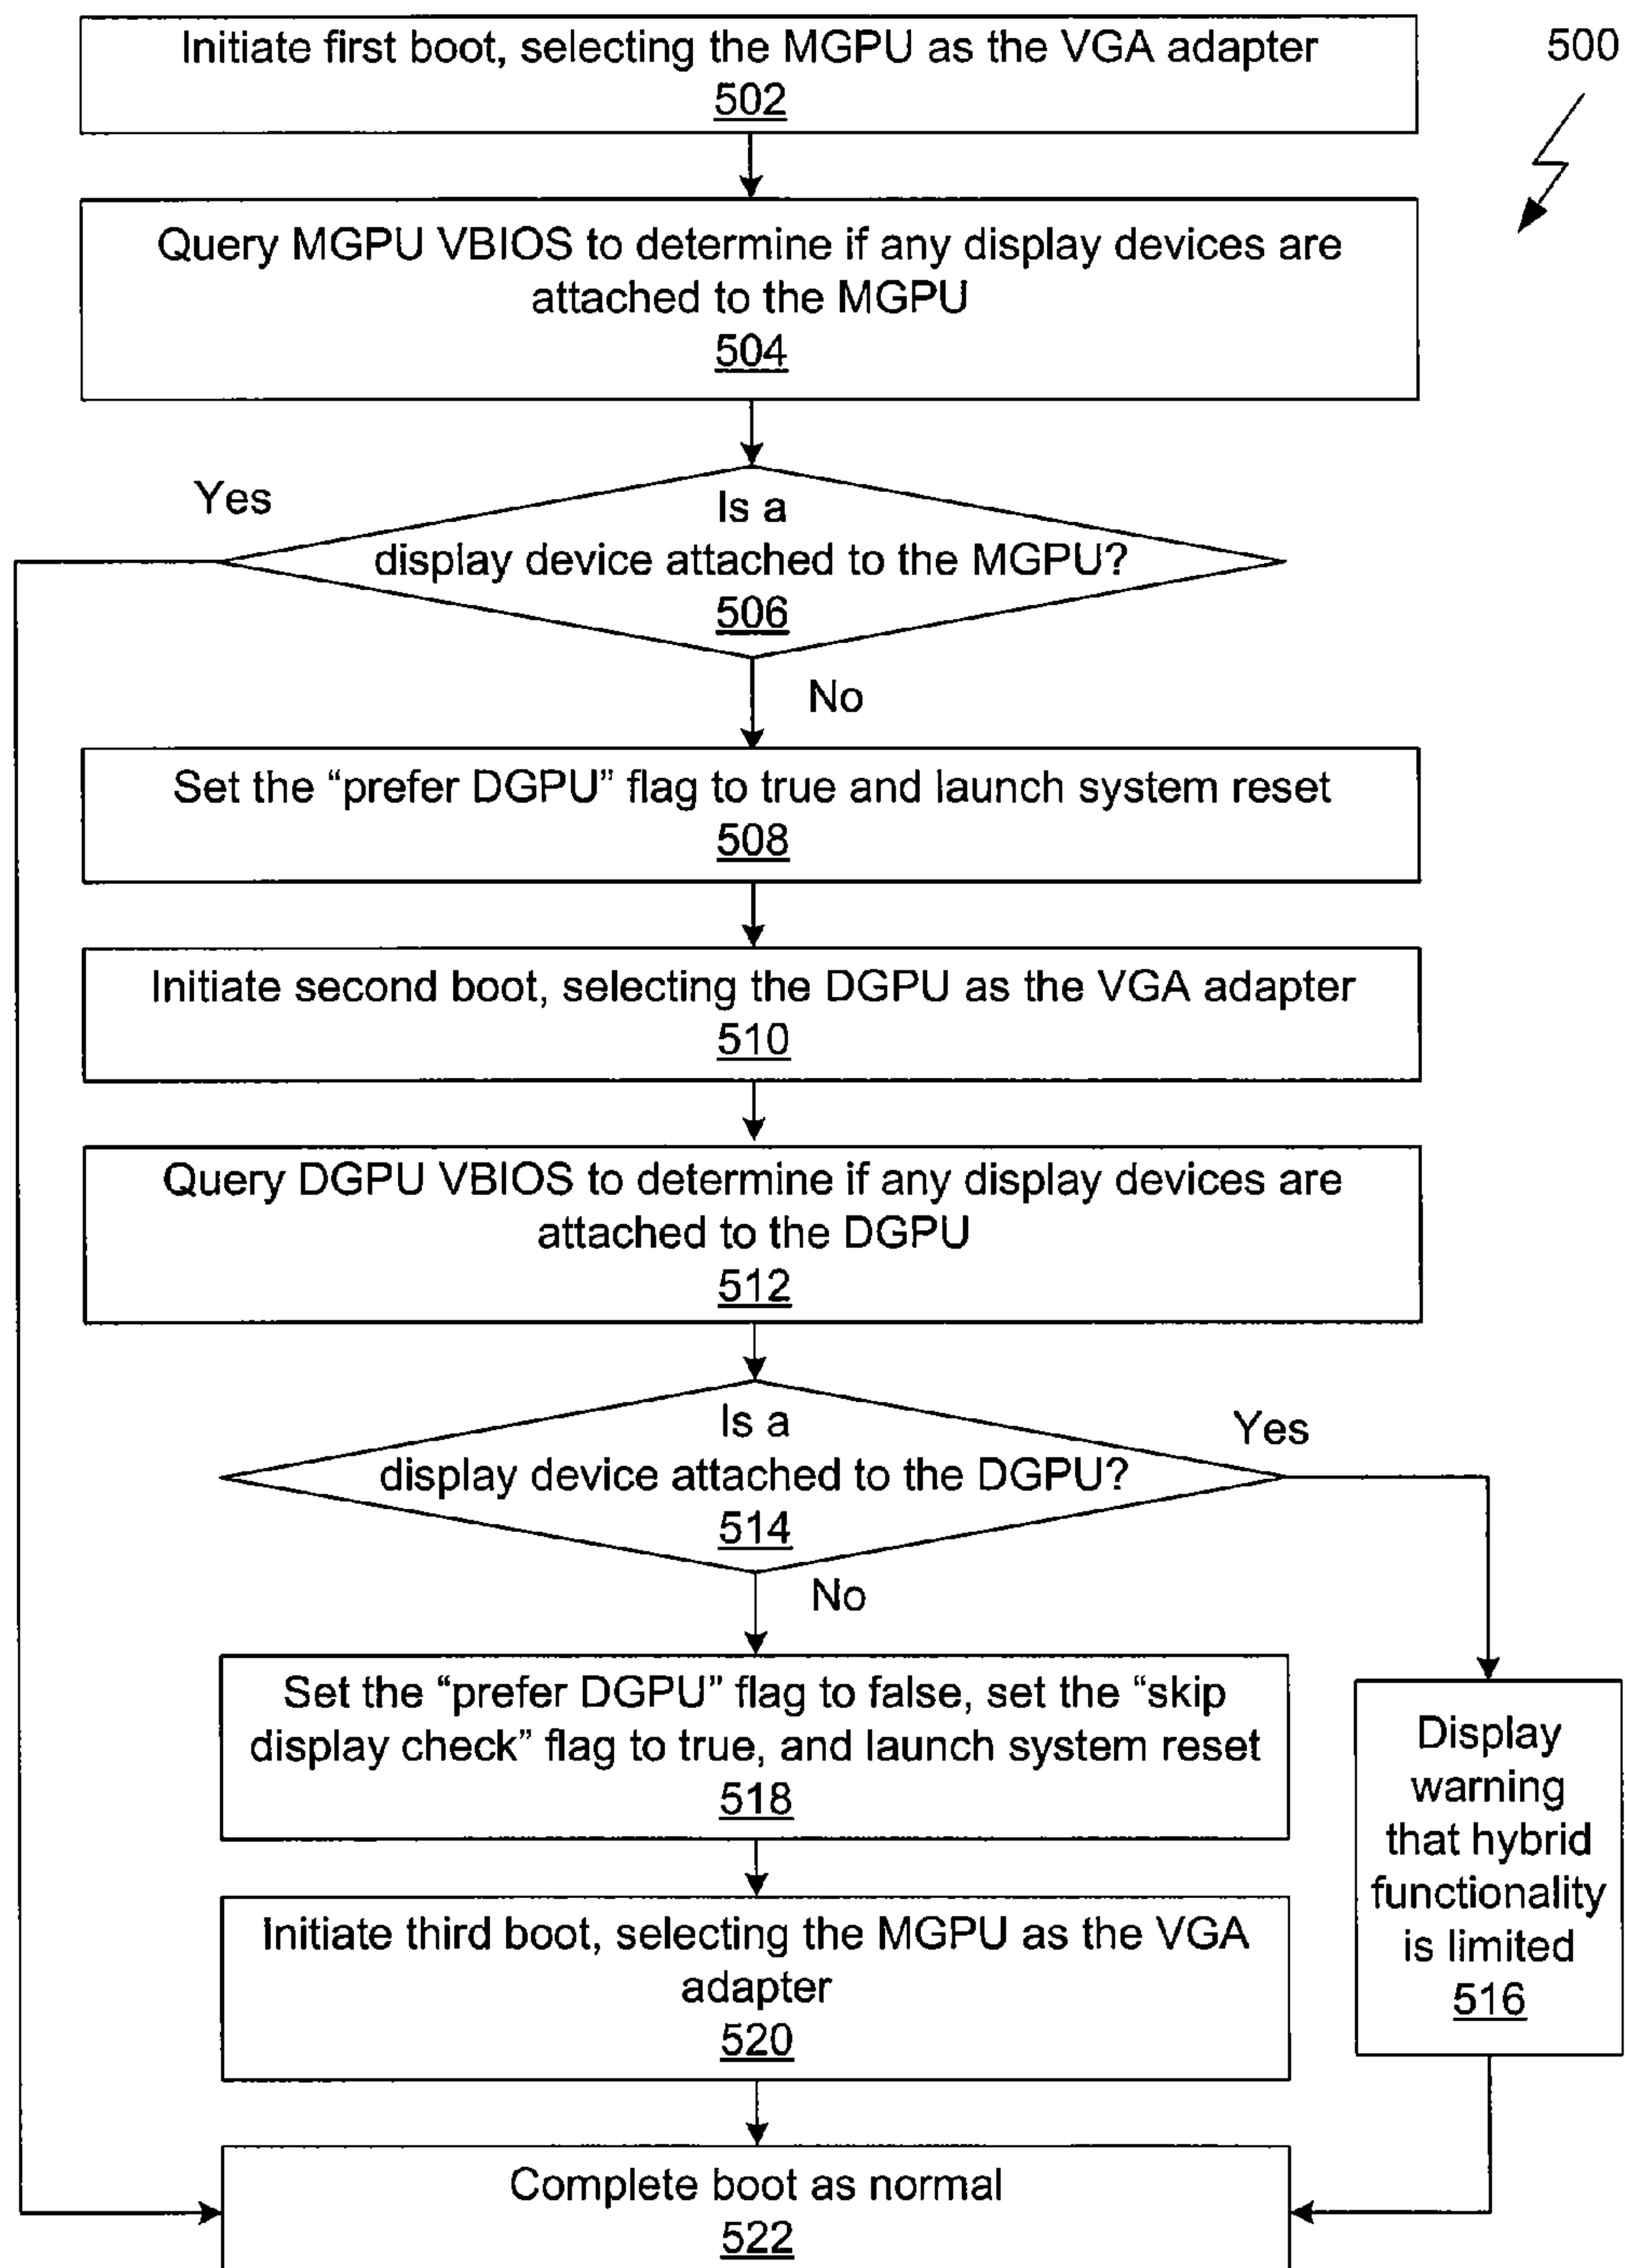 Initiate first boot, selecting the MGPU as the VGA adapter
502
500
Query MGPU VBIOS to determine if any display devices are
attached to the MGPU
504
Yes
Is a
display device attached to the MGPU?
506
No
Set the “prefer DGPU” flag to true and launch system reset
508
Initiate second boot, selecting the DGPU as the VGA adapter
510
Query DGPU VBIOS to determine if any display devices are
attached to the DGPU
512
Is a
display device attached to the DGPU?
514
Yes
No
Set the “prefer DGPU” flag to false, set the “skip
display check” flag to true, and launch system reset
518
Display
warning
that hybrid
functionality
is limited
516
Initiate third boot, selecting the MGPU as the VGA
adapter
520
Complete boot as normal
522